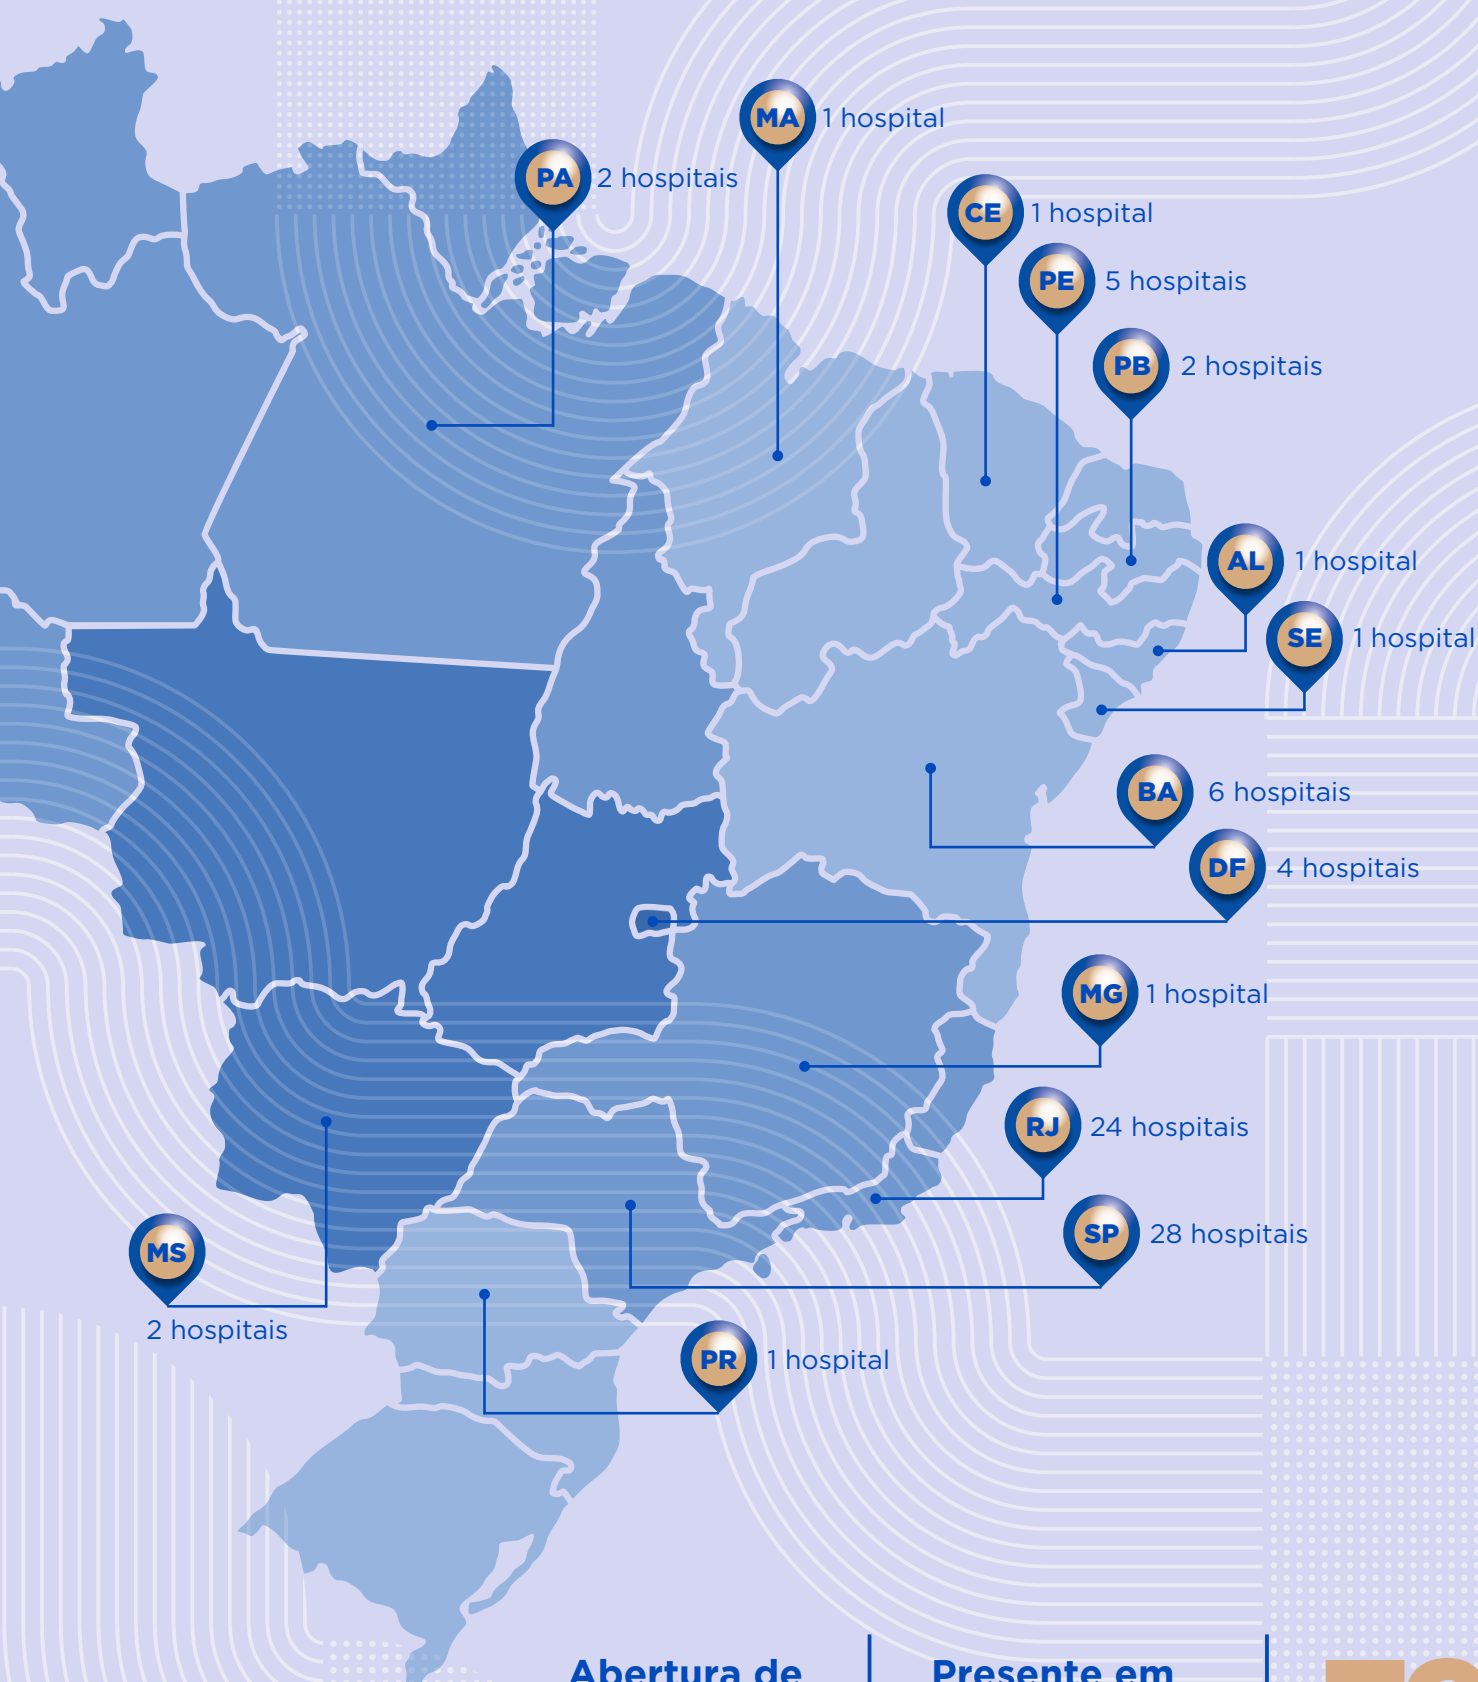 MA 1 hospital
PA 2 hospitais
CE 1 hospital
PE 5 hospitais
PB 2 hospitais
AL 1 hospital
SE 1 hospital
BA 6 hospitais
DF 4 hospitais
MG 1 hospital
RJ 24 hospitais
SP 28 hospitais
MS
2 hospitais
PR 1 hospital
Abertura de
Presente em